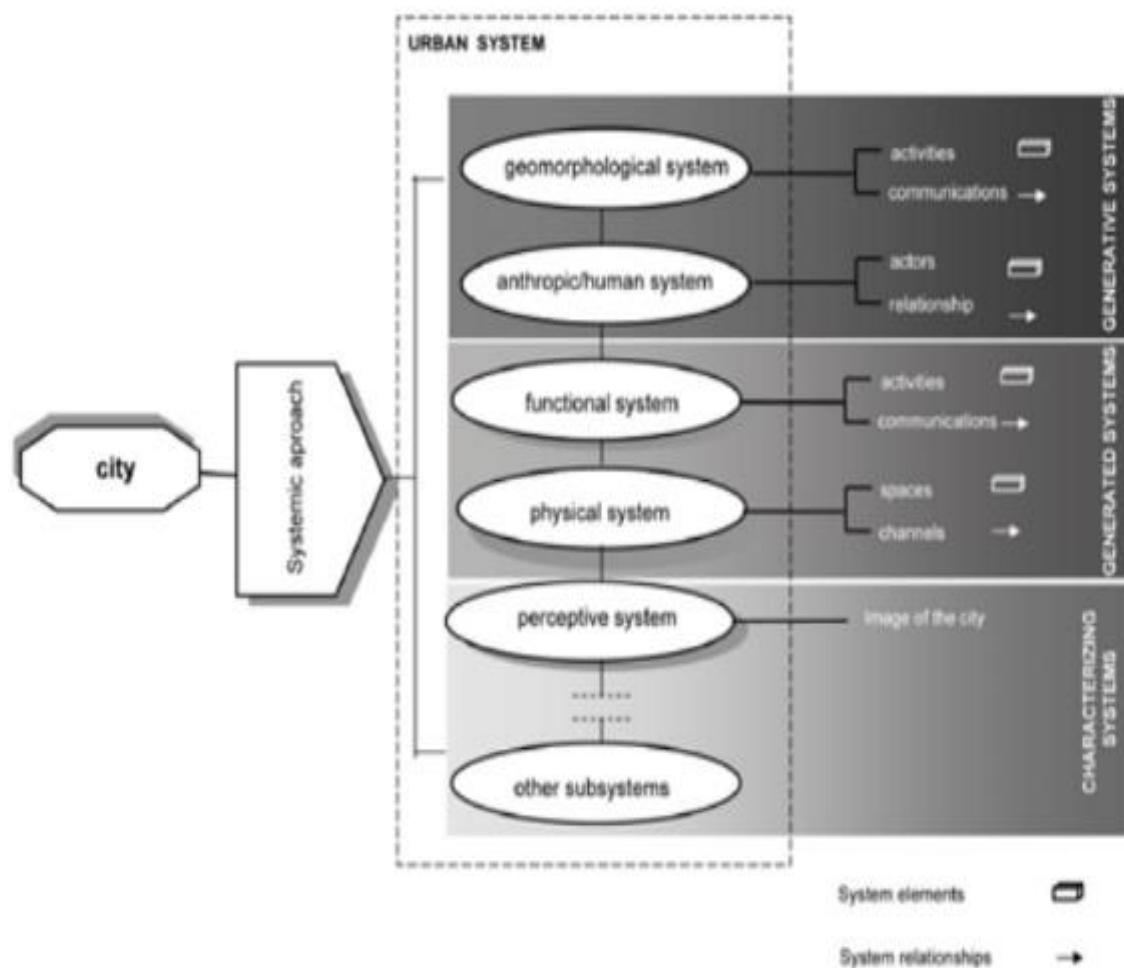 URBAN SYSTEM
city
Systemic aproach
geomorphological system
activities
communications
anthropic/human system
actors
relationship
GENERATIVE SYSTEMS
functional system
activities
communications
physical system
spaces
channels
GENERATED SYSTEMS
perceptive system
Image of the city
other subsystems
CHARACTERIZING
SYSTEMS
System elements
System relationships